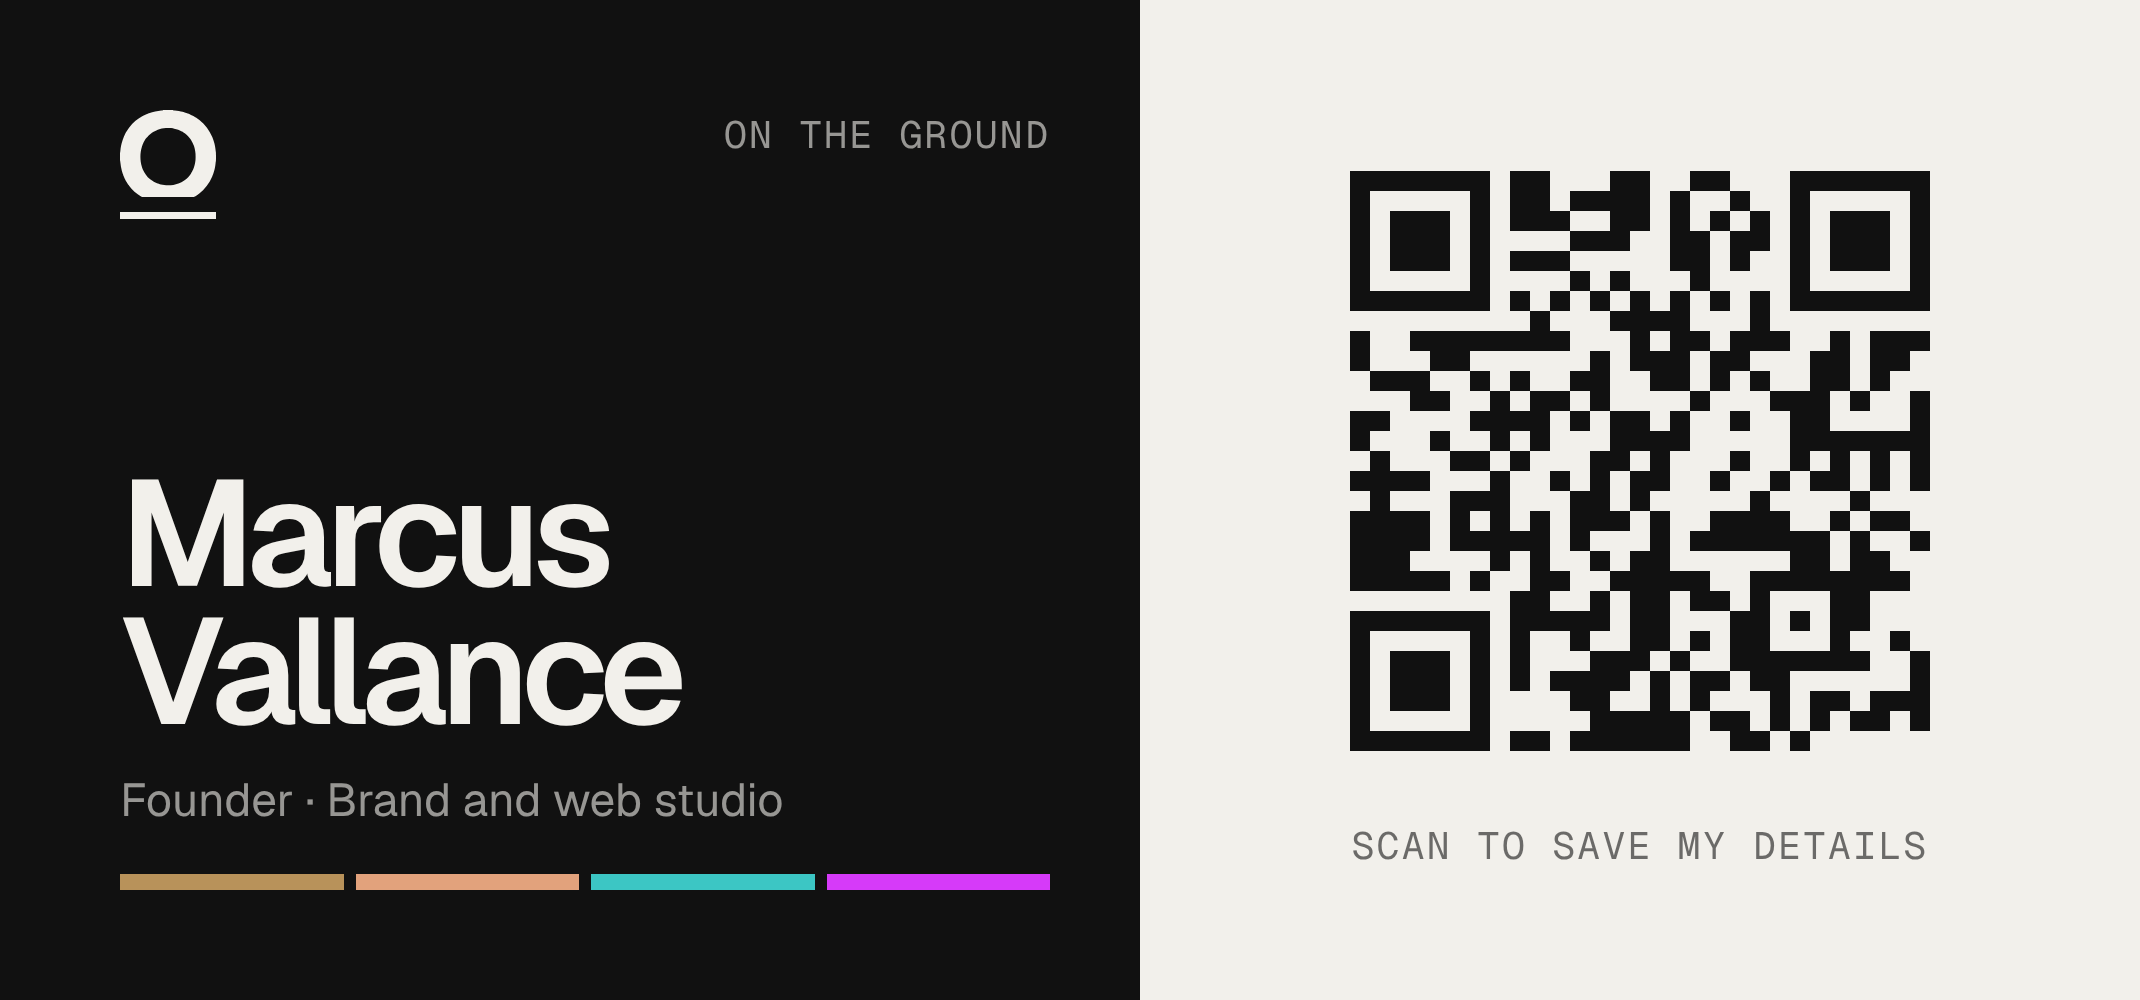 ON THE GROUND
Marcus
Vallance
Founder · Brand and web studio
SCAN TO SAVE MY DETAILS